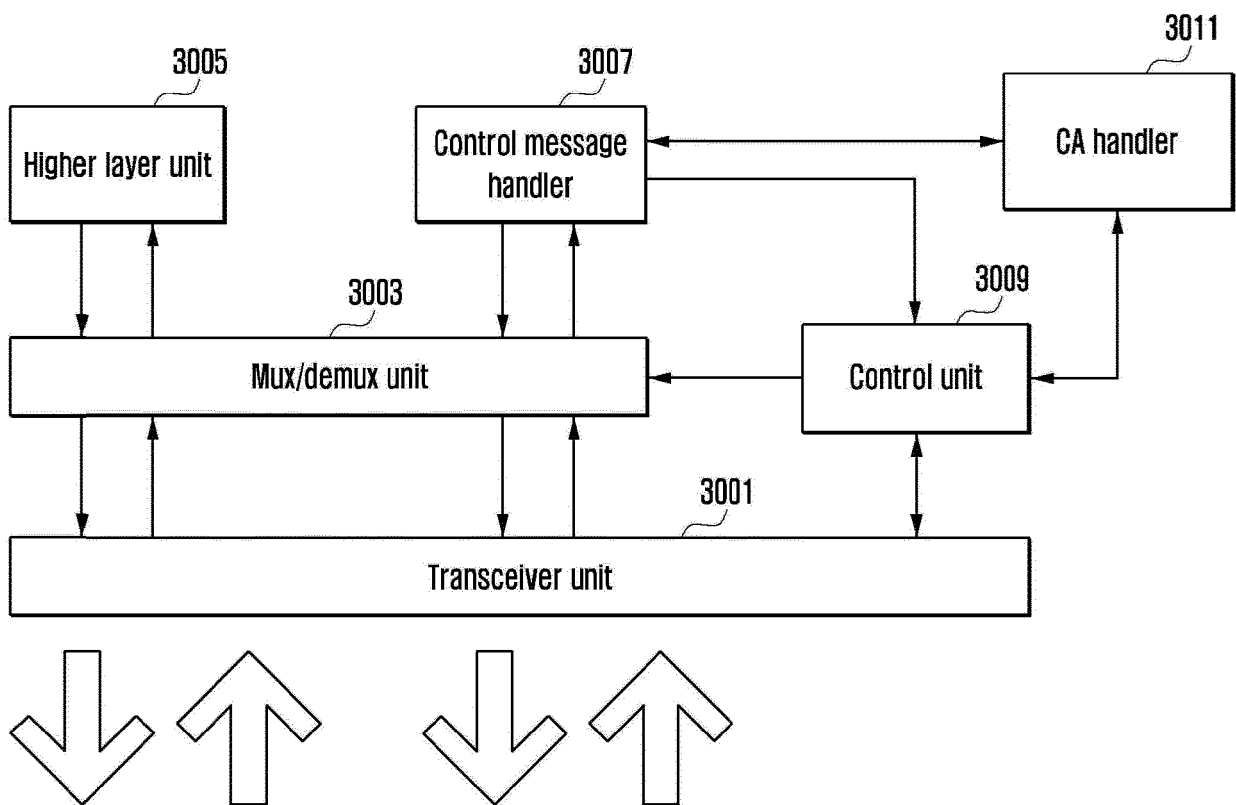 3011
3005
3007
Higher layer unit
Control message
handler
CA handler
3003
3009
Mux/demux unit
Control unit
3001
Transceiver unit